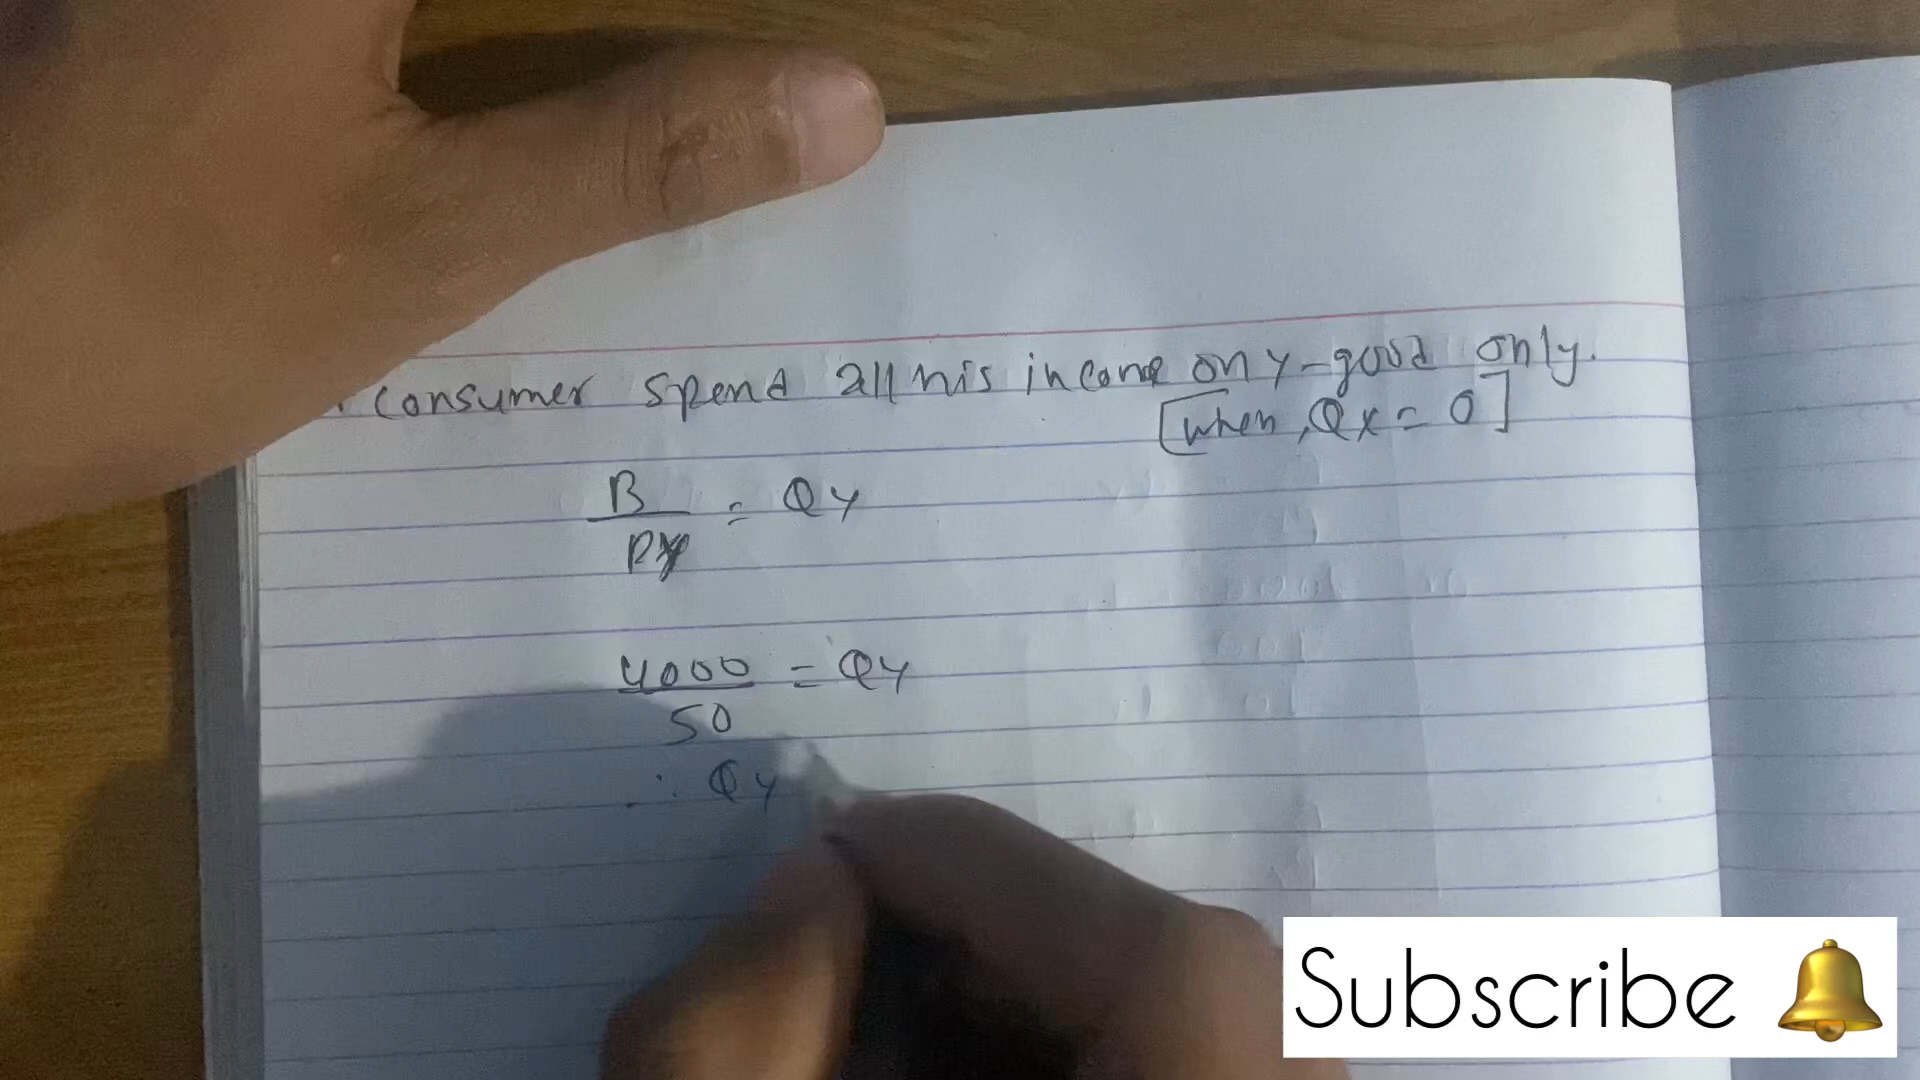 consumer spend all his income on y-good only.
[when, Qx = 0]
B
= Qy
Py
4000
= Qy
50
∴ Qy
Subscribe